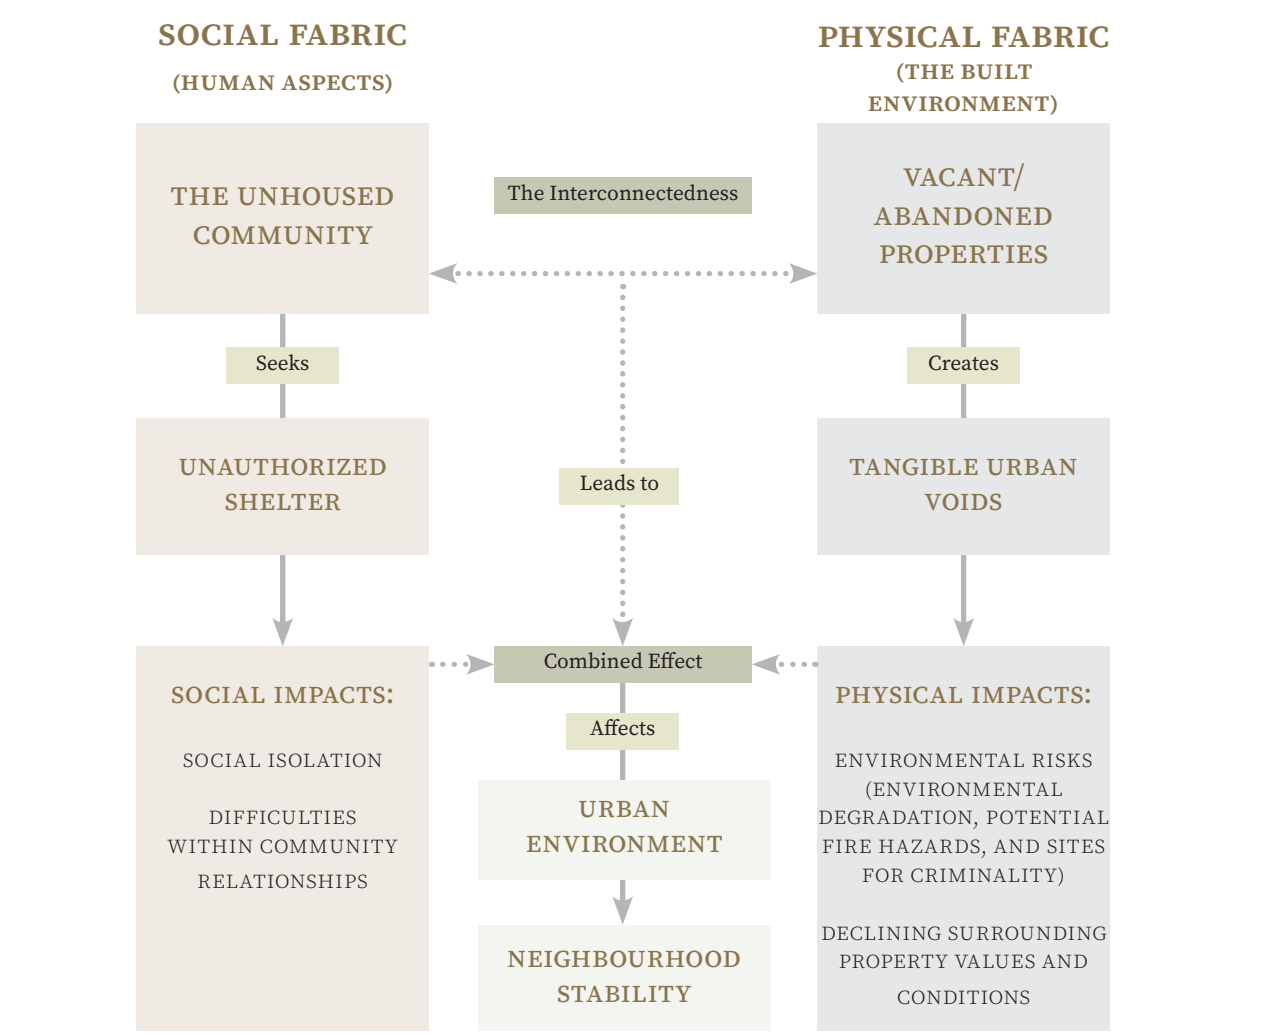 SOCIAL FABRIC
(HUMAN ASPECTS)
PHYSICAL FABRIC
(THE BUILT
ENVIRONMENT)
THE UNHOUSED
COMMUNITY
The Interconnectedness
VACANT/
ABANDONED
PROPERTIES
Seeks
Creates
UNAUTHORIZED
SHELTER
Leads to
TANGIBLE URBAN
VOIDS
SOCIAL IMPACTS:
SOCIAL ISOLATION
DIFFICULTIES
WITHIN COMMUNITY
RELATIONSHIPS
Combined Effect
Affects
URBAN
ENVIRONMENT
NEIGHBOURHOOD
STABILITY
PHYSICAL IMPACTS:
ENVIRONMENTAL RISKS
(ENVIRONMENTAL
DEGRADATION, POTENTIAL
FIRE HAZARDS, AND SITES
FOR CRIMINALITY)
DECLINING SURROUNDING
PROPERTY VALUES AND
CONDITIONS